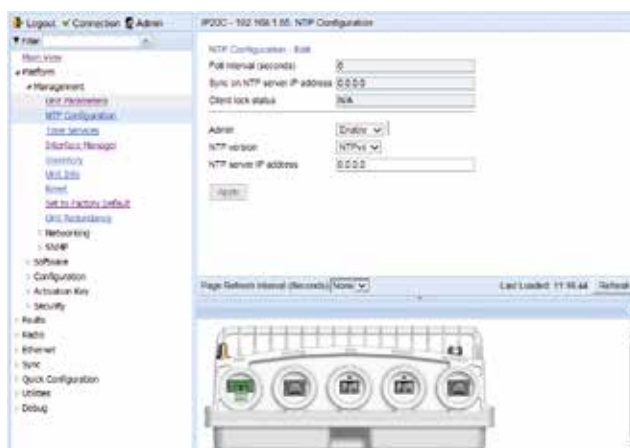 Logout Connection Admin
IP20C - 192.168.1.65, NTP Configuration
Filter
Main View
Platform
Management
Unit Parameters
NTP Configuration
Time Services
Interface Manager
Inventory
Unit Info
Reset
Set to Factory Default
Unit Redundancy
Networking
SNMP
Software
Configuration
Activation Key
Security
Faults
Radio
Ethernet
Sync
Quick Configuration
Utilities
Debug
NTP Configuration - Edit
Poll interval (seconds) 0
Sync on NTP server IP address 0.0.0.0
Client lock status N/A
Admin Enable
NTP version NTPv4
NTP server IP address 0.0.0.0
Apply
Page Refresh Interval (Seconds) None Last Loaded: Refresh